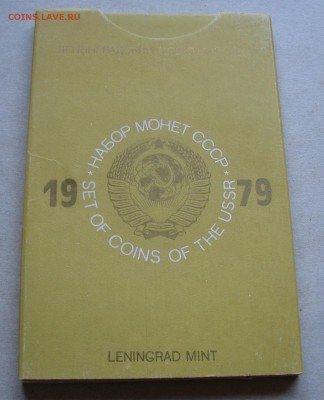 COINS.LAVE.RU
НАБОР МОНЕТ СССР
19 79
SET OF COINS OF THE USSR
LENINGRAD MINT